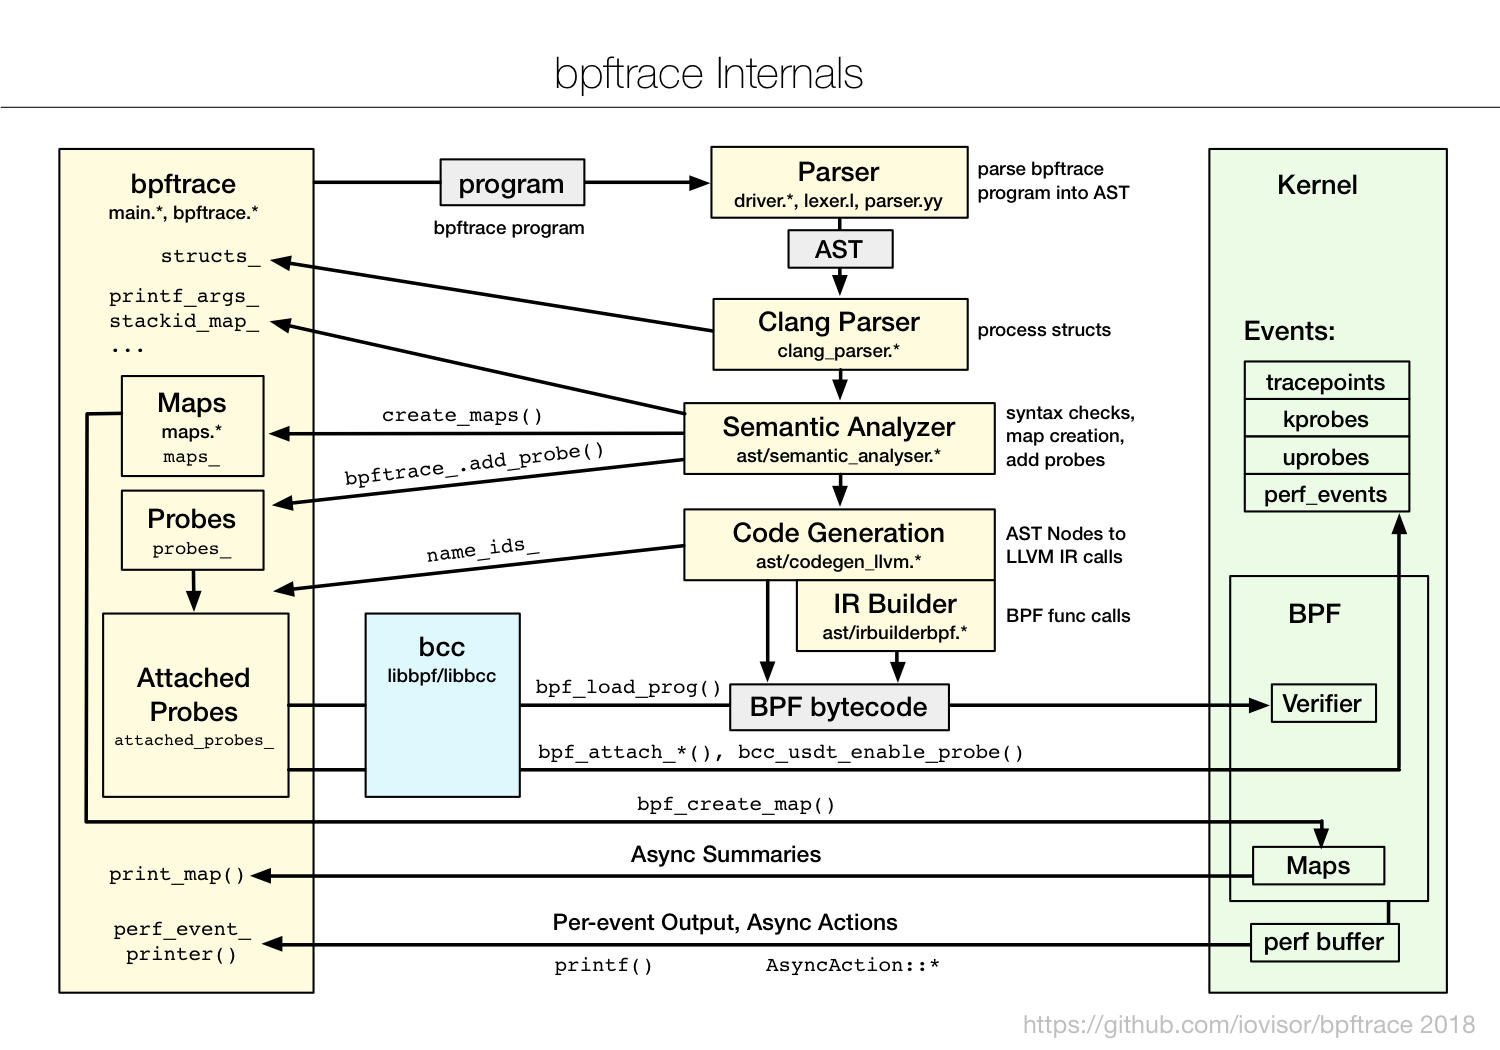 bpftrace Internals
bpftrace
main.*, bpftrace.*
structs_
printf_args_
stackid_map_
...
Maps
maps.*
maps_
Probes
probes_
Attached
Probes
attached_probes_
print_map()
perf_event_
printer()
program
bpftrace program
create_maps()
bpftrace_.add_probe()
name_ids_
bcc
libbpf/libbcc
Parser
driver.*, lexer.l, parser.yy
parse bpftrace
program into AST
AST
Clang Parser
clang_parser.*
process structs
Semantic Analyzer
ast/semantic_analyser.*
syntax checks,
map creation,
add probes
Code Generation
ast/codegen_llvm.*
AST Nodes to
LLVM IR calls
IR Builder
ast/irbuilderbpf.*
BPF func calls
bpf_load_prog()
BPF bytecode
bpf_attach_*(), bcc_usdt_enable_probe()
bpf_create_map()
Async Summaries
Per-event Output, Async Actions
printf()
AsyncAction::*
Kernel
Events:
tracepoints
kprobes
uprobes
perf_events
BPF
Verifier
Maps
perf buffer
https://github.com/iovisor/bpftrace 2018